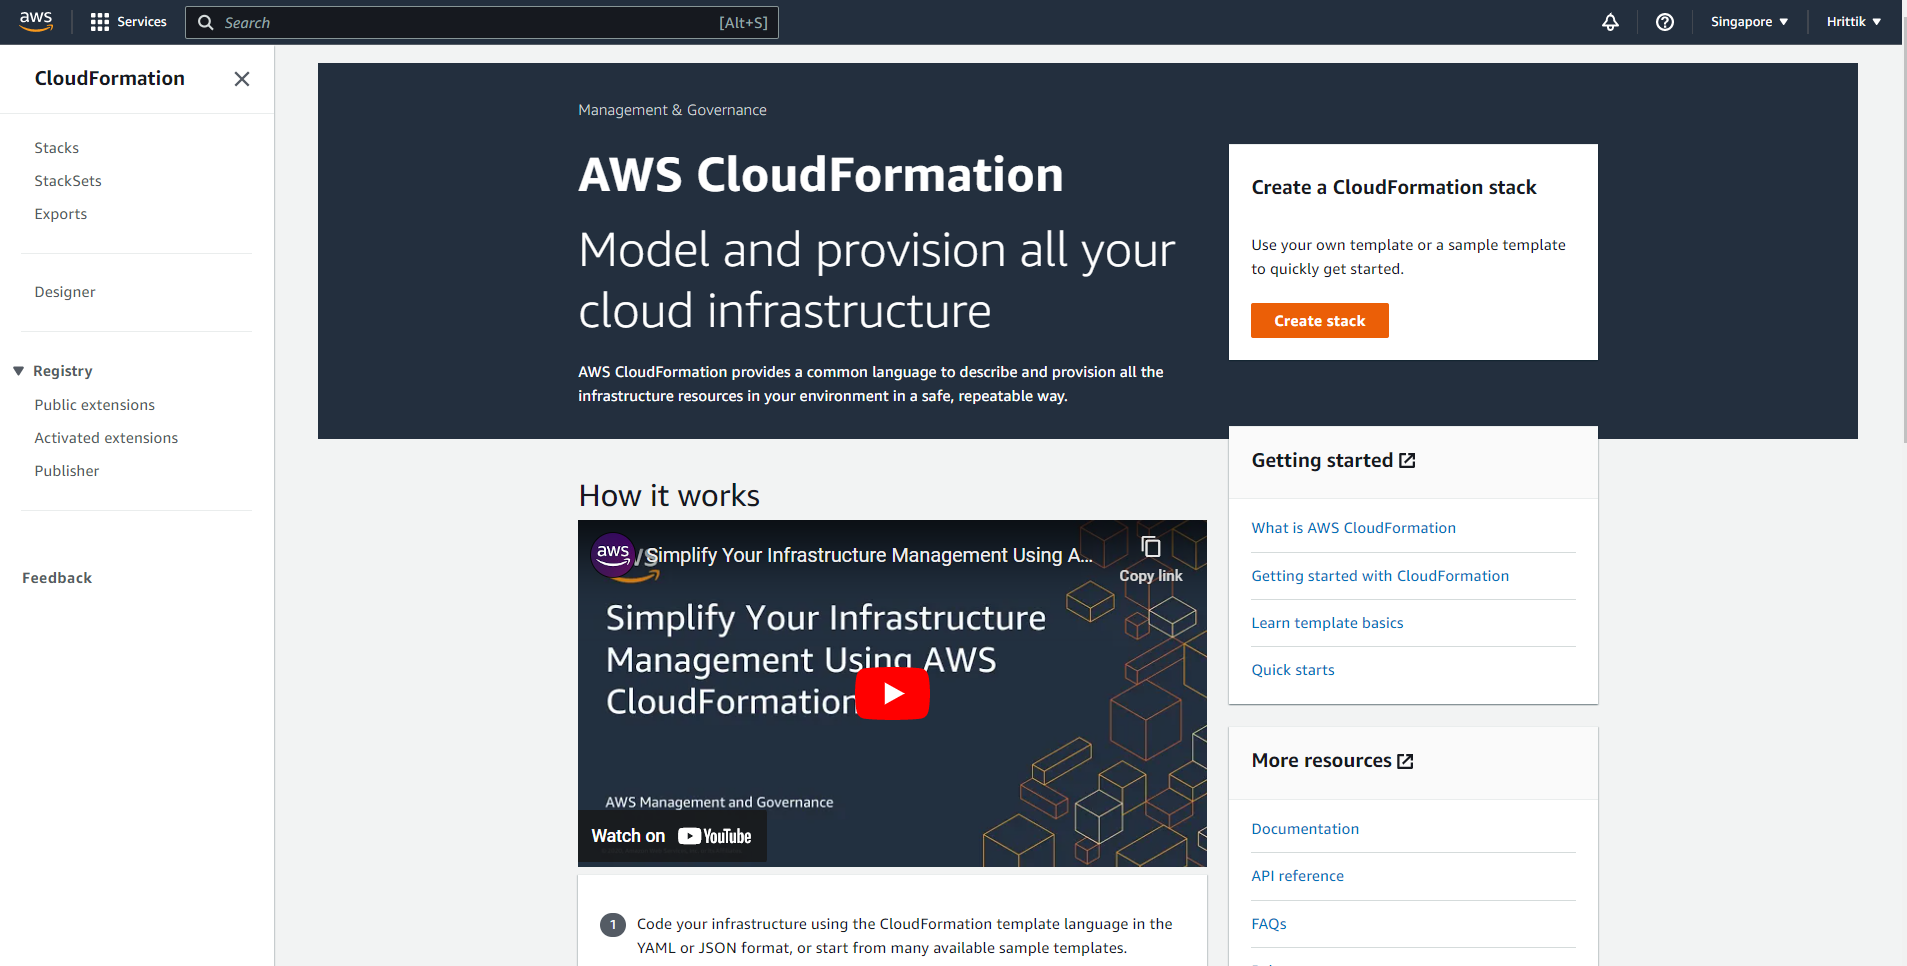 aws
Services
Search
[Alt+S]
Singapore
Hrittik
CloudFormation
Stacks
StackSets
Exports
Designer
Registry
Public extensions
Activated extensions
Publisher
Feedback
Management & Governance
AWS CloudFormation
Model and provision all your
cloud infrastructure
AWS CloudFormation provides a common language to describe and provision all the
infrastructure resources in your environment in a safe, repeatable way.
Create a CloudFormation stack
Use your own template or a sample template
to quickly get started.
Create stack
How it works
aws
Simplify Your Infrastructure Management Using A...
Copy link
Simplify Your Infrastructure
Management Using AWS
CloudFormation
AWS Management and Governance
Watch on YouTube
1 Code your infrastructure using the CloudFormation template language in the
YAML or JSON format, or start from many available sample templates.
Getting started
What is AWS CloudFormation
Getting started with CloudFormation
Learn template basics
Quick starts
More resources
Documentation
API reference
FAQs